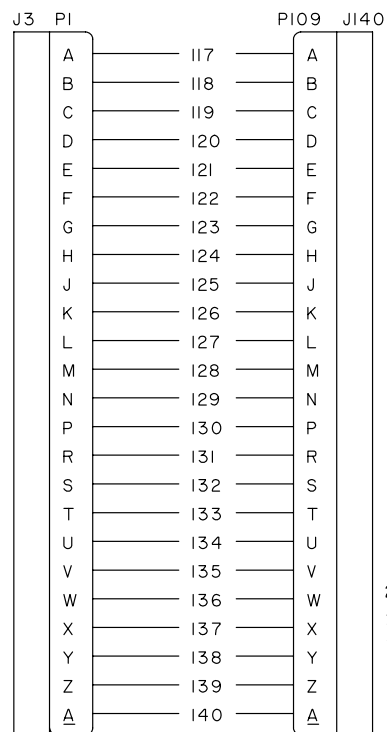 J3 P1 P109 J140
A 117 A
B 118 B
C 119 C
D 120 D
E 121 E
F 122 F
G 123 G
H 124 H
J 125 J
K 126 K
L 127 L
M 128 M
N 129 N
P 130 P
R 131 R
S 132 S
T 133 T
U 134 U
V 135 V
W 136 W
X 137 X
Y 138 Y
Z 139 Z
A 140 A